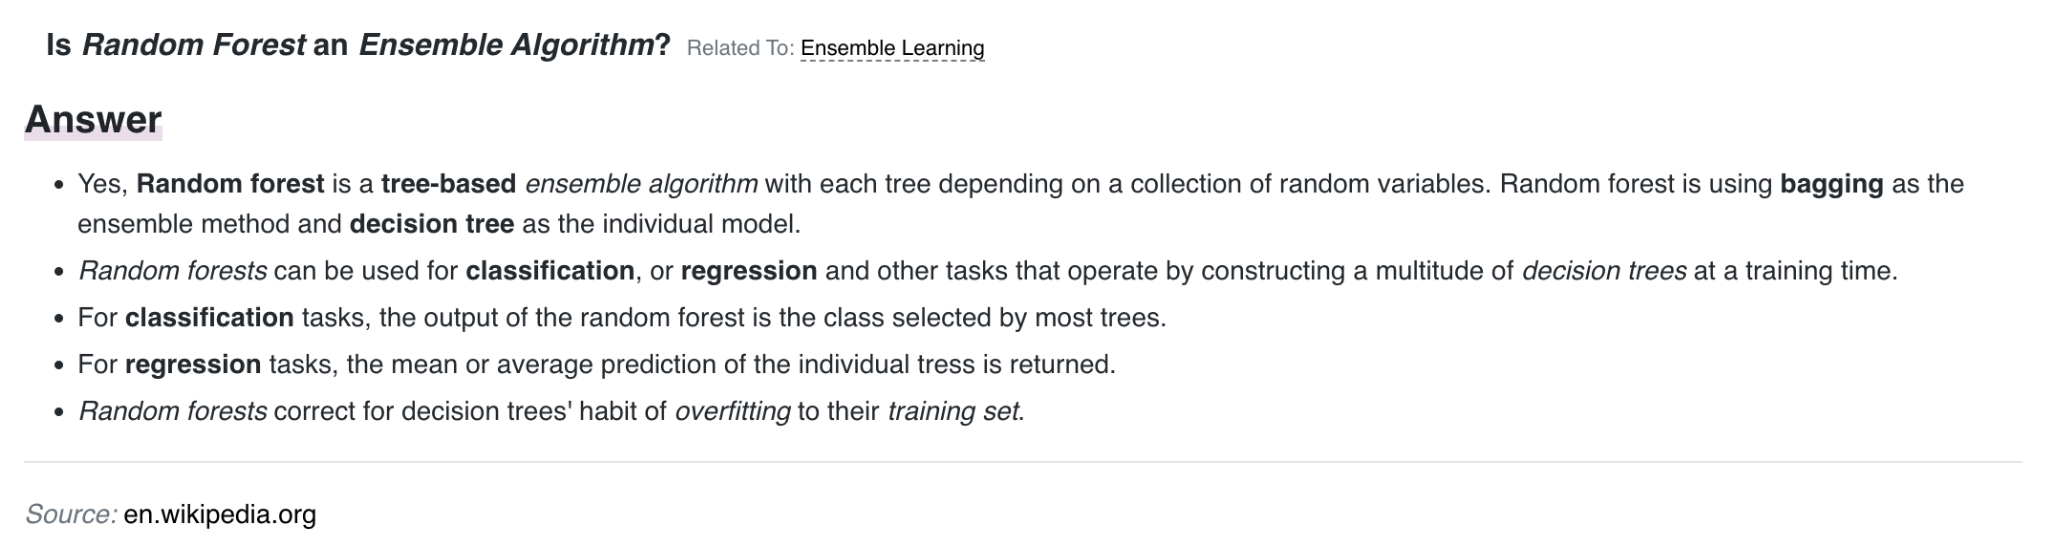 Is Random Forest an Ensemble Algorithm? Related To: Ensemble Learning
Answer
• Yes, Random forest is a tree-based ensemble algorithm with each tree depending on a collection of random variables. Random forest is using bagging as the
ensemble method and decision tree as the individual model.
• Random forests can be used for classification, or regression and other tasks that operate by constructing a multitude of decision trees at a training time.
• For classification tasks, the output of the random forest is the class selected by most trees.
• For regression tasks, the mean or average prediction of the individual tress is returned.
• Random forests correct for decision trees' habit of overfitting to their training set.
Source: en.wikipedia.org